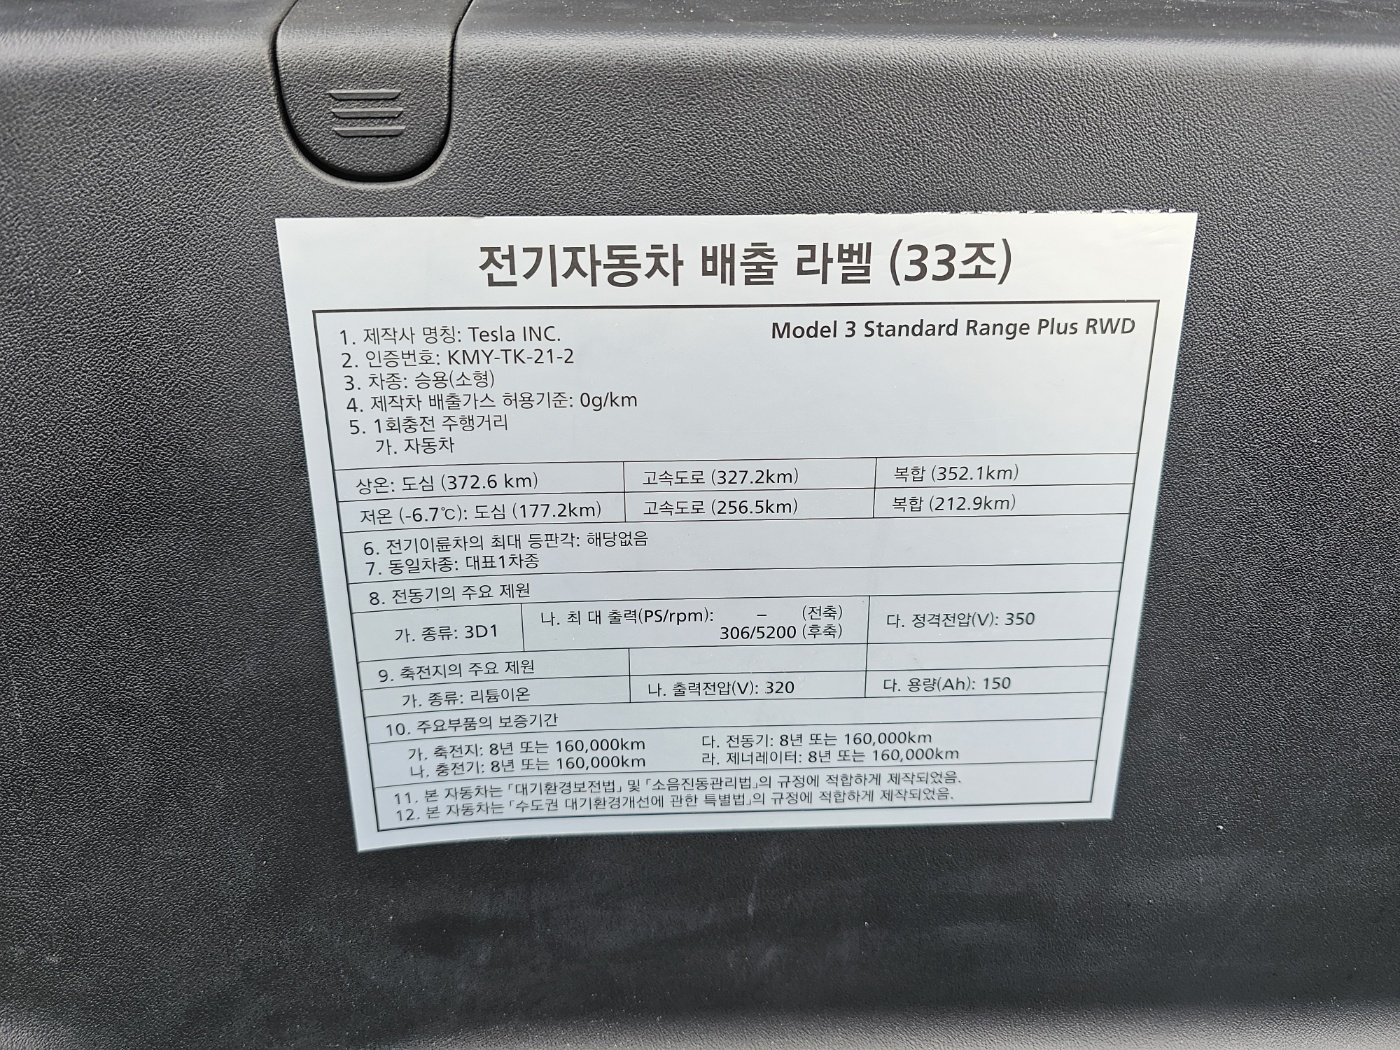 전기자동차 배출 라벨 (33조)
1. 제작사 명칭: Tesla INC.
Model 3 Standard Range Plus RWD
2. 인증번호: KMY-TK-21-2
3. 차종: 승용(소형)
4. 제작차 배출가스 허용기준: 0g/km
5. 1회충전 주행거리
가. 자동차
상온: 도심 (372.6 km) 고속도로 (327.2km) 복합 (352.1km)
저온 (-6.7℃): 도심 (177.2km) 고속도로 (256.5km) 복합 (212.9km)
6. 전기이륜차의 최대 등판각: 해당없음
7. 동일차종: 대표1차종
8. 전동기의 주요 제원
가. 종류: 3D1 나. 최 대 출력(PS/rpm): – (전축) 다. 정격전압(V): 350
306/5200 (후축)
9. 축전지의 주요 제원
가. 종류: 리튬이온 나. 출력전압(V): 320 다. 용량(Ah): 150
10. 주요부품의 보증기간
가. 축전지: 8년 또는 160,000km 다. 전동기: 8년 또는 160,000km
나. 충전기: 8년 또는 160,000km 라. 제너레이터: 8년 또는 160,000km
11. 본 자동차는 「대기환경보전법」 및 「소음진동관리법」의 규정에 적합하게 제작되었음.
12. 본 자동차는 「수도권 대기환경개선에 관한 특별법」의 규정에 적합하게 제작되었음.